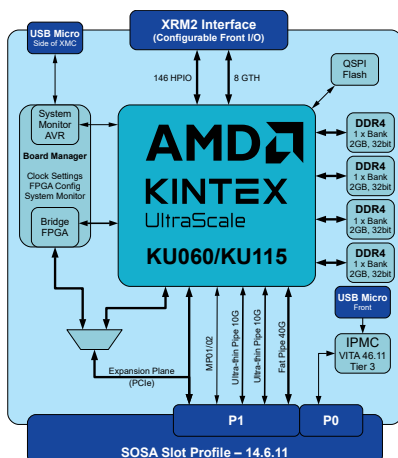 XRM2 Interface
(Configurable Front I/O)
USB Micro
Side of XMC
146 HPIO
8 GTH
QSPI
Flash
System
Monitor
AVR
Board Manager
Clock Settings
FPGA Config
System Monitor
Bridge
FPGA
AMD
KINTEX
UltraScale
KU060/KU115
DDR4
1 x Bank
2GB, 32bit
DDR4
1 x Bank
2GB, 32bit
DDR4
1 x Bank
2GB, 32bit
DDR4
1 x Bank
2GB, 32bit
USB Micro
Front
IPMC
VITA 46.11
Tier 3
Expansion Plane
(PCIe)
MP01/02
Ultra-thin Pipe 10G
Ultra-thin Pipe 10G
Fat Pipe 40G
P1
P0
SOSA Slot Profile – 14.6.11